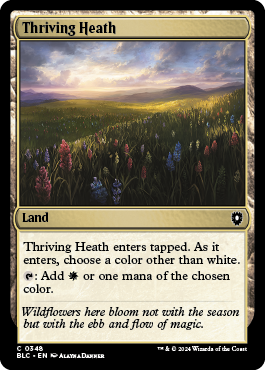 Thriving Heath
Land
Thriving Heath enters tapped. As it
enters, choose a color other than white.
: Add or one mana of the chosen
color.
Wildflowers here bloom not with the season
but with the ebb and flow of magic.
C 0348
BLC • EN Alayna Danner
™ & © 2024 Wizards of the Coast